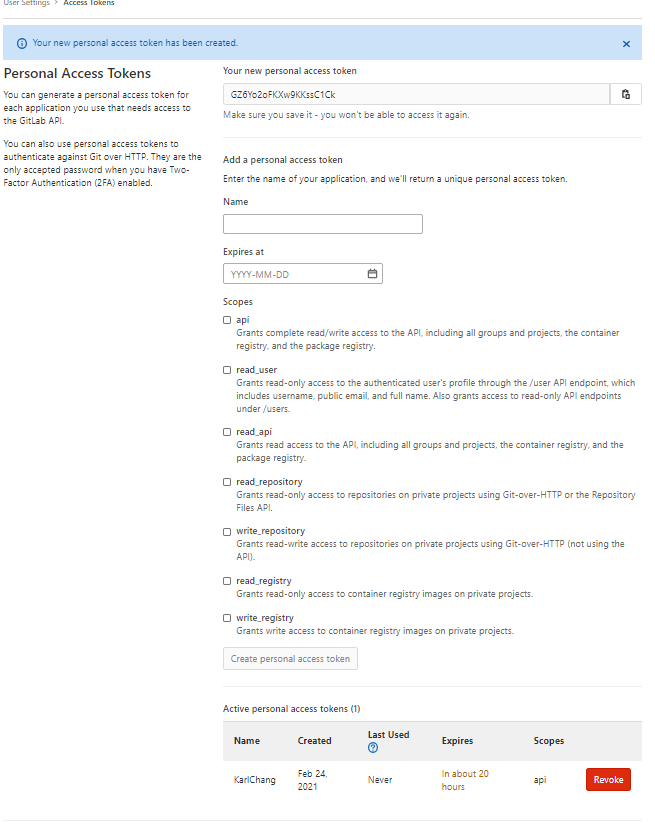 User Settings > Access Tokens
Your new personal access token has been created.
Personal Access Tokens
You can generate a personal access token for
each application you use that needs access to
the GitLab API.
You can also use personal access tokens to
authenticate against Git over HTTP. They are the
only accepted password when you have Two-
Factor Authentication (2FA) enabled.
Your new personal access token
GZ6Yo2oFKXw9KKssC1Ck
Make sure you save it - you won't be able to access it again.
Add a personal access token
Enter the name of your application, and we'll return a unique personal access token.
Name
Expires at
YYYY-MM-DD
Scopes
api
Grants complete read/write access to the API, including all groups and projects, the container
registry, and the package registry.
read_user
Grants read-only access to the authenticated user's profile through the /user API endpoint, which
includes username, public email, and full name. Also grants access to read-only API endpoints
under /users.
read_api
Grants read access to the API, including all groups and projects, the container registry, and the
package registry.
read_repository
Grants read-only access to repositories on private projects using Git-over-HTTP or the Repository
Files API.
write_repository
Grants read-write access to repositories on private projects using Git-over-HTTP (not using the
API).
read_registry
Grants read-only access to container registry images on private projects.
write_registry
Grants write access to container registry images on private projects.
Create personal access token
Active personal access tokens (1)
Name Created Last Used Expires Scopes
KarlChang Feb 24, 2021 Never In about 20 hours api Revoke